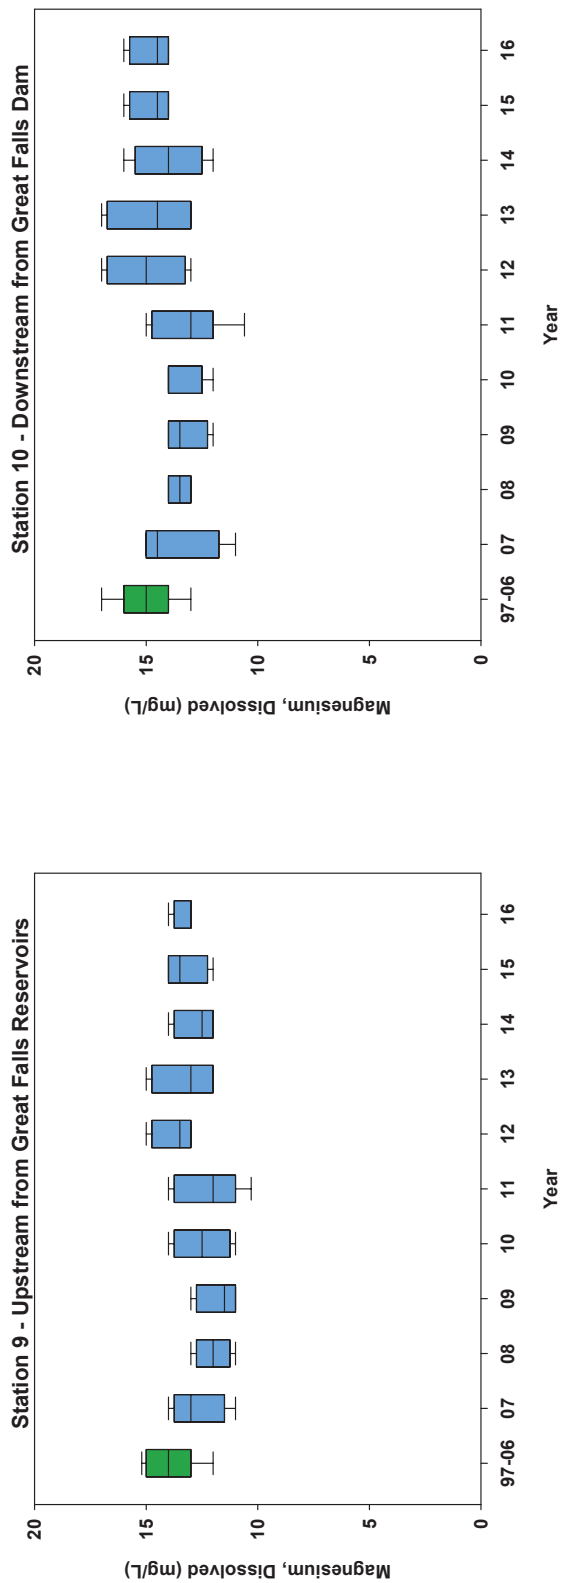 Station 9 - Upstream from Great Falls Reservoirs
Magnesium, Dissolved (mg/L)
20
15
10
5
0
97-06 07 08 09 10 11 12 13 14 15 16
Year
Station 10 - Downstream from Great Falls Dam
Magnesium, Dissolved (mg/L)
20
15
10
5
0
97-06 07 08 09 10 11 12 13 14 15 16
Year